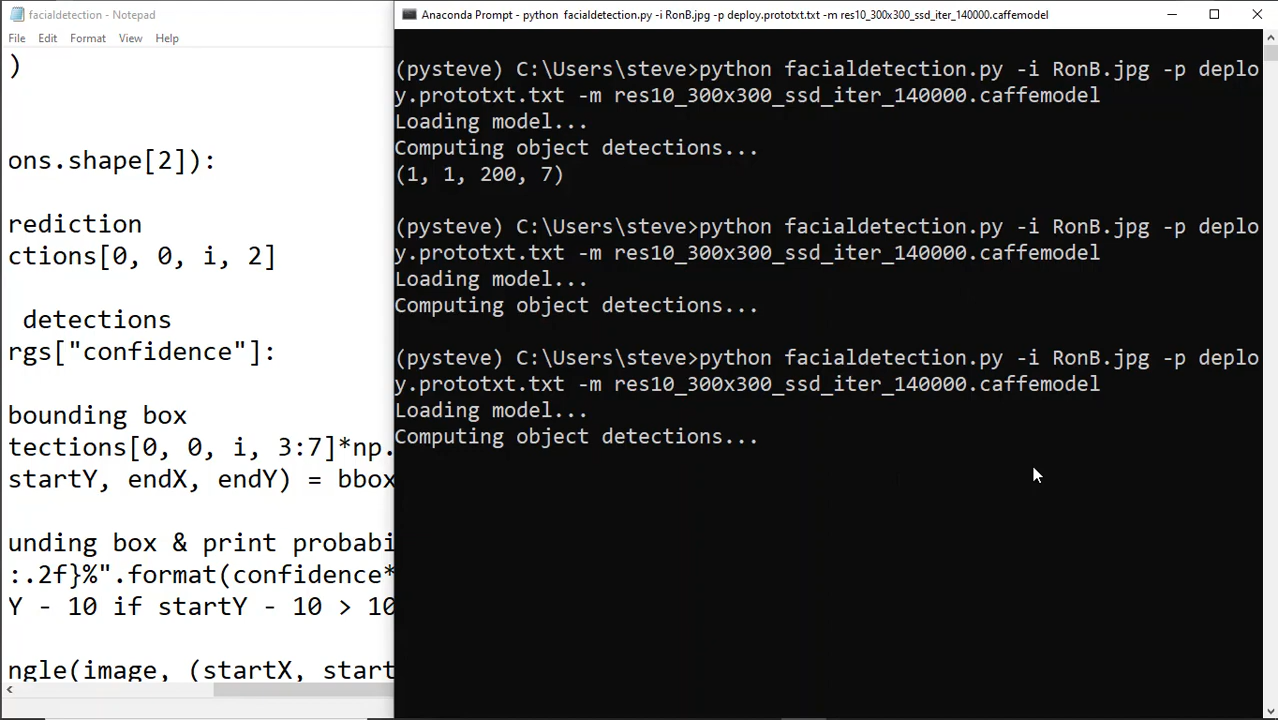 facialdetection - Notepad
File Edit Format View Help
)
ons.shape[2]):
rediction
ctions[0, 0, i, 2]
detections
rgs["confidence"]:
bounding box
tections[0, 0, i, 3:7]*np.
startY, endX, endY) = bbox
unding box & print probabi
:.2f}%".format(confidence*
Y - 10 if startY - 10 > 10
ngle(image, (startX, start
Anaconda Prompt - python facialdetection.py -i RonB.jpg -p deploy.prototxt.txt -m res10_300x300_ssd_iter_140000.caffemodel
(pysteve) C:\Users\steve>python facialdetection.py -i RonB.jpg -p deplo
y.prototxt.txt -m res10_300x300_ssd_iter_140000.caffemodel
Loading model...
Computing object detections...
(1, 1, 200, 7)
(pysteve) C:\Users\steve>python facialdetection.py -i RonB.jpg -p deplo
y.prototxt.txt -m res10_300x300_ssd_iter_140000.caffemodel
Loading model...
Computing object detections...
(pysteve) C:\Users\steve>python facialdetection.py -i RonB.jpg -p deplo
y.prototxt.txt -m res10_300x300_ssd_iter_140000.caffemodel
Loading model...
Computing object detections...